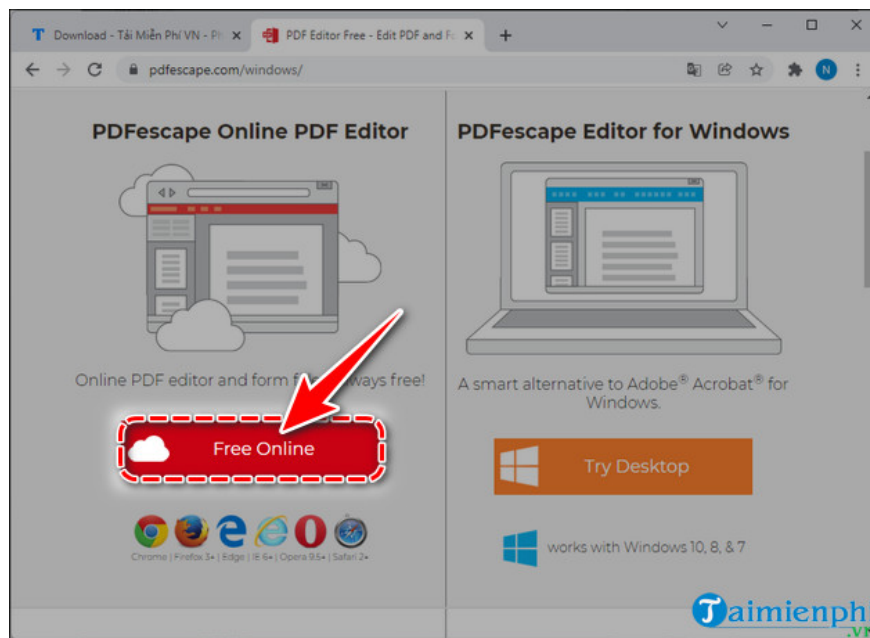 Download - Tải Miễn Phí VN - Ph
PDF Editor Free - Edit PDF and Fo
pdfescape.com/windows/
N
PDFescape Online PDF Editor
Online PDF editor and form ways free!
Free Online
Chrome | Firefox 3+ | Edge | IE 6+ | Opera 9.5+ | Safari 2+
PDFescape Editor for Windows
A smart alternative to Adobe® Acrobat® for
Windows.
Try Desktop
works with Windows 10, 8, & 7
Taimienph
.VN